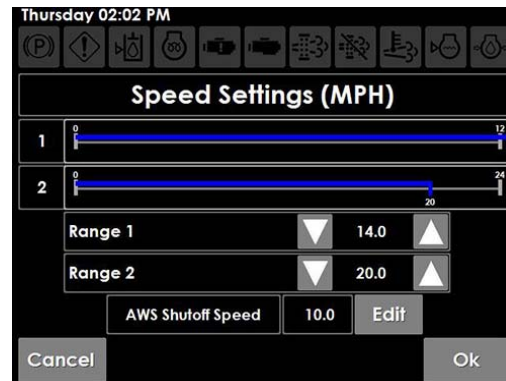 Thursday 02:02 PM
(P)
Speed Settings (MPH)
1 0 12
2 0 24
20
Range 1 14.0
Range 2 20.0
AWS Shutoff Speed 10.0 Edit
Cancel Ok